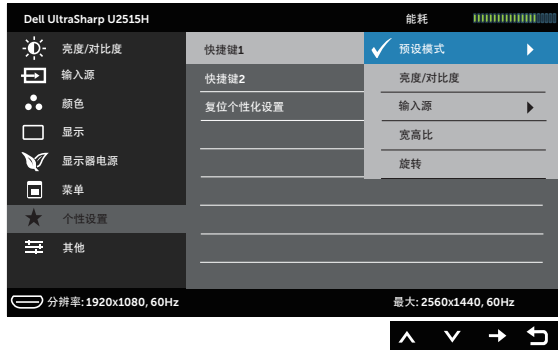 Dell UltraSharp U2515H 能耗
亮度/对比度 快捷键1 预设模式
输入源 快捷键2 亮度/对比度
颜色 复位个性化设置 输入源
显示 宽高比
显示器电源 旋转
菜单
个性设置
其他
分辨率: 1920x1080, 60Hz 最大: 2560x1440, 60Hz